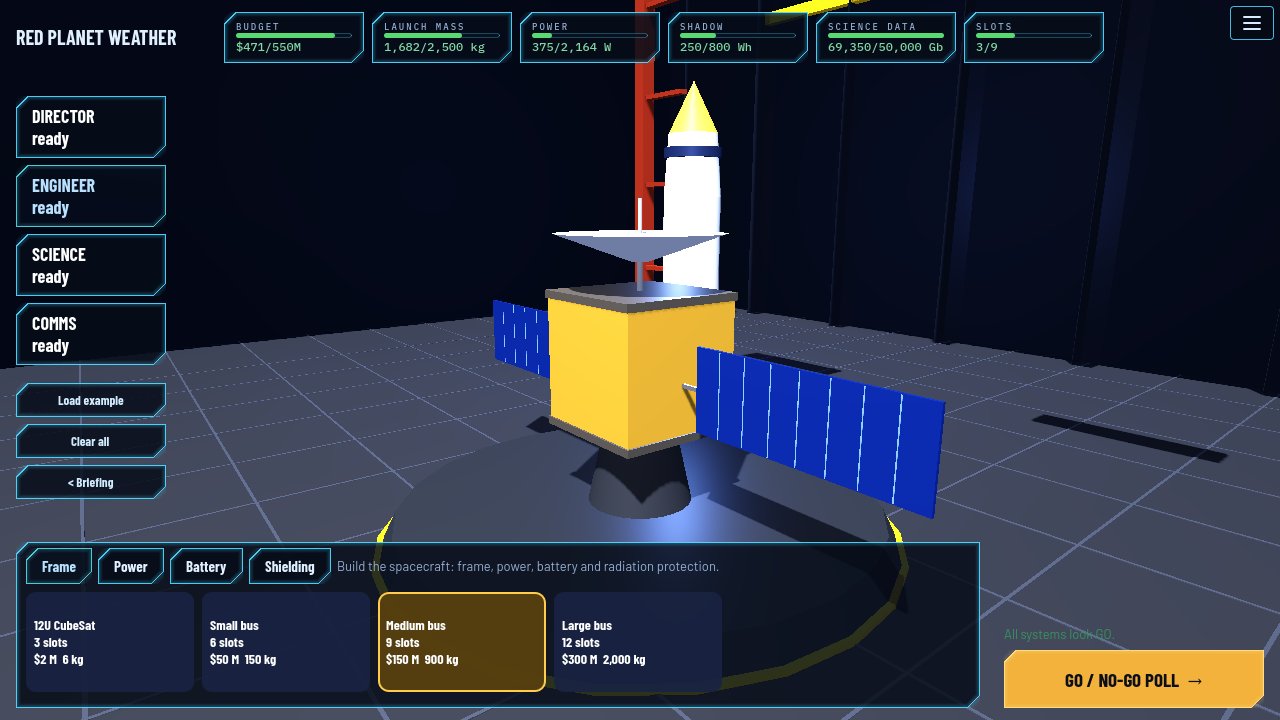 RED PLANET WEATHER
BUDGET
$471/550M
LAUNCH MASS
1,682/2,500 kg
POWER
375/2,164 W
SHADOW
250/800 Wh
SCIENCE DATA
69,350/50,000 Gb
SLOTS
3/9
DIRECTOR
ready
ENGINEER
ready
SCIENCE
ready
COMMS
ready
Load example
Clear all
< Briefing
Frame
Power
Battery
Shielding
Build the spacecraft: frame, power, battery and radiation protection.
12U CubeSat
3 slots
$2 M 6 kg
Small bus
6 slots
$50 M 150 kg
Medium bus
9 slots
$150 M 900 kg
Large bus
12 slots
$300 M 2,000 kg
All systems look GO.
GO / NO-GO POLL →